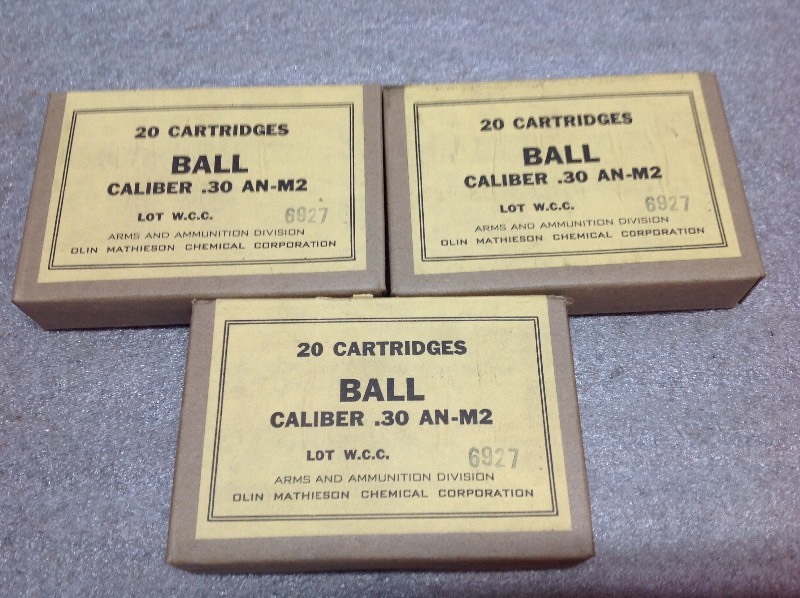 20 CARTRIDGES
BALL
CALIBER .30 AN-M2
LOT W.C.C. 6927
ARMS AND AMMUNITION DIVISION
OLIN MATHIESON CHEMICAL CORPORATION
20 CARTRIDGES
BALL
CALIBER .30 AN-M2
LOT W.C.C. 6927
ARMS AND AMMUNITION DIVISION
OLIN MATHIESON CHEMICAL CORPORATION
20 CARTRIDGES
BALL
CALIBER .30 AN-M2
LOT W.C.C. 6927
ARMS AND AMMUNITION DIVISION
OLIN MATHIESON CHEMICAL CORPORATION